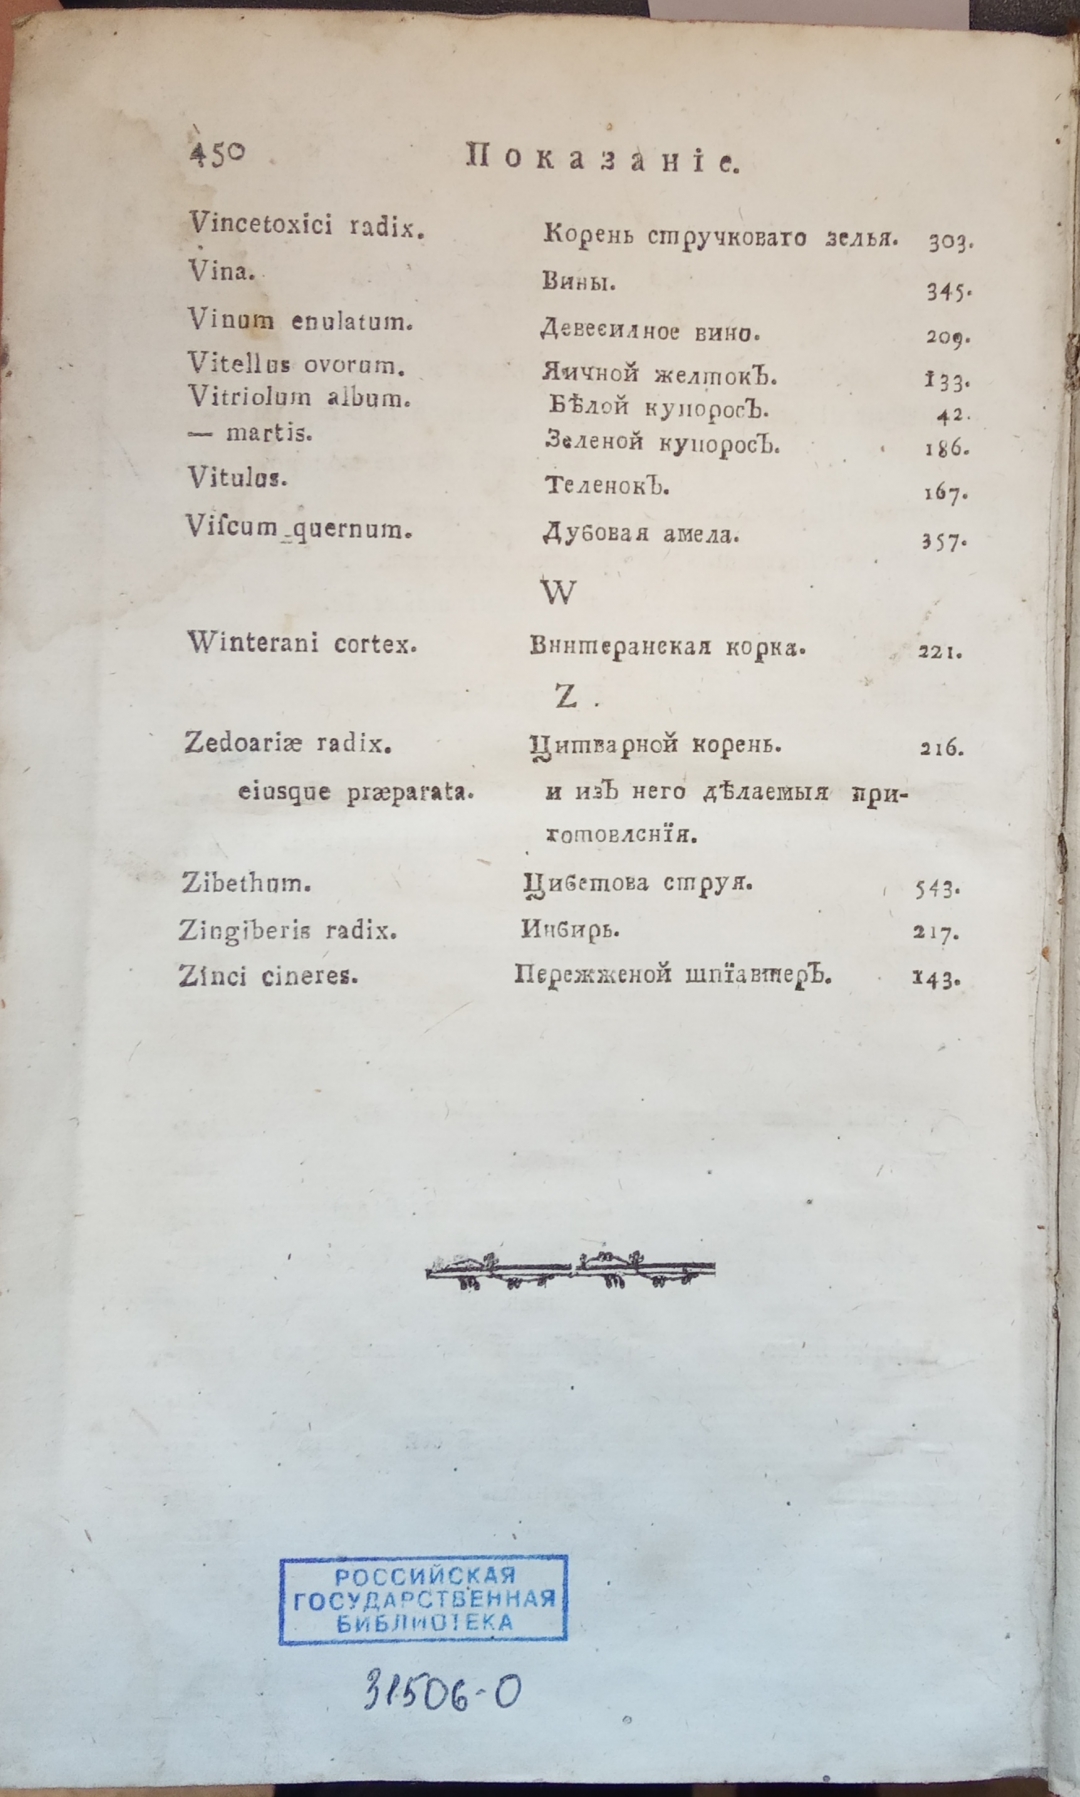 450 Показаніе.
Vincetoxici radix. Корень стручковато зелья. 303.
Vina. Вины. 345.
Vinum enulatum. Девесилное вино. 209.
Vitellus ovorum. Яичной желтокЪ. 133.
Vitriolum album. Бѣлой купоросЪ. 42.
— martis. Зеленой купоросЪ. 186.
Vitulus. ТеленокЪ. 167.
Viſcum quernum. Дубовая амела. 357.
W
Winterani cortex. Винтеранская корка. 221.
Z.
Zedoariæ radix. Цитварной корень. 216.
eiusque præparata. и изЪ него дѣлаемыя при-
готовленїя.
Zibethum. Цибетова струя. 543.
Zingiberis radix. Инбирь. 217.
Zinci cineres. Пережженой шпїавтерЪ. 143.
РОССИЙСКАЯ
ГОСУДАРСТВЕННАЯ
БИБЛИОТЕКА
31506-0